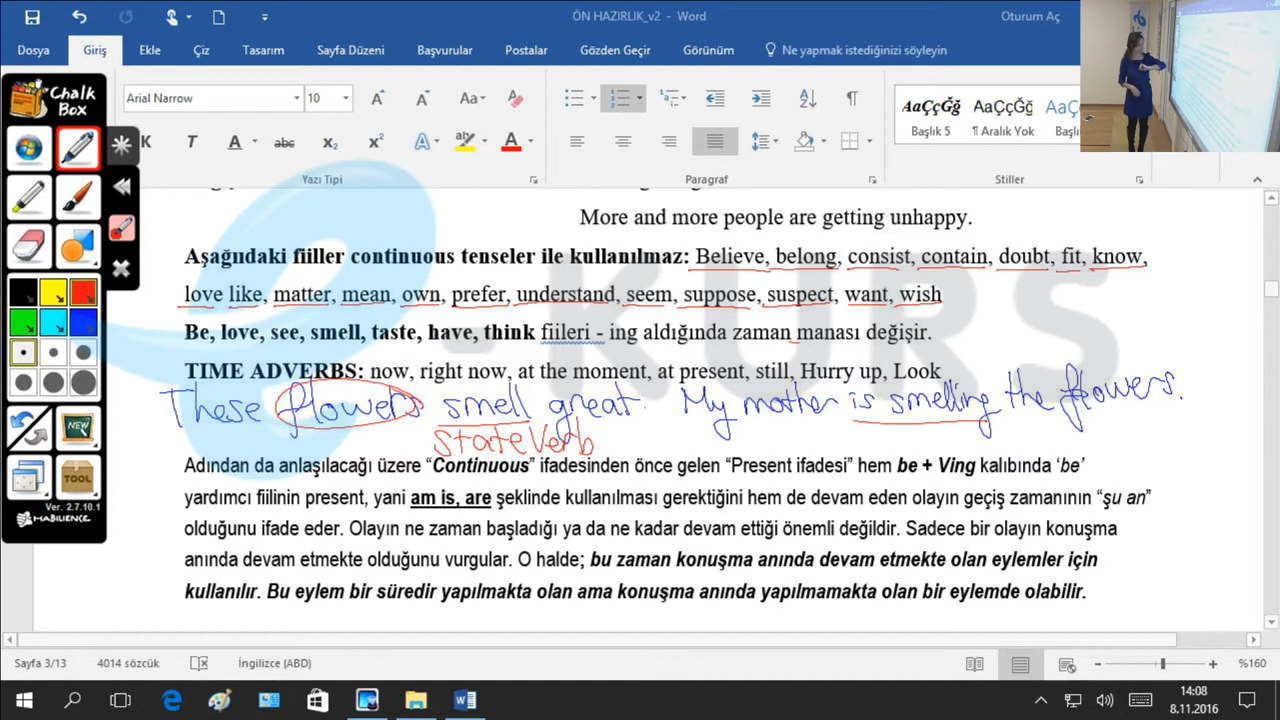 ÖN HAZIRLIK_v2 - Word
Oturum Aç
Dosya Giriş Ekle Çiz Tasarım Sayfa Düzeni Başvurular Postalar Gözden Geçir Görünüm Ne yapmak istediğinizi söyleyin
Chalk Box
Arial Narrow 10
AaÇçĞğ AaÇçĞğ
Başlık 5 ¶ Aralık Yok
Yazı Tipi Paragraf Stiller
More and more people are getting unhappy.
Aşağıdaki fiiller continuous tenseler ile kullanılmaz: Believe, belong, consist, contain, doubt, fit, know,
love like, matter, mean, own, prefer, understand, seem, suppose, suspect, want, wish
Be, love, see, smell, taste, have, think fiileri - ing aldığında zaman manası değişir.
TIME ADVERBS: now, right now, at the moment, at present, still, Hurry up, Look
These flowers smell great. My mother is smelling the flowers.
state Verb
Adından da anlaşılacağı üzere “Continuous” ifadesinden önce gelen “Present ifadesi” hem be + Ving kalıbında ‘be’
yardımcı fiilinin present, yani am is, are şeklinde kullanılması gerektiğini hem de devam eden olayın geçiş zamanının “şu an”
olduğunu ifade eder. Olayın ne zaman başladığı ya da ne kadar devam ettiği önemli değildir. Sadece bir olayın konuşma
anında devam etmekte olduğunu vurgular. O halde; bu zaman konuşma anında devam etmekte olan eylemler için
kullanılır. Bu eylem bir süredir yapılmakta olan ama konuşma anında yapılmamakta olan bir eylemde olabilir.
e-KURS
NEW
TOOL
Ver. 2.7.10.1
MABILIENCE
Sayfa 3/13 4014 sözcük İngilizce (ABD) %160
14:08
8.11.2016